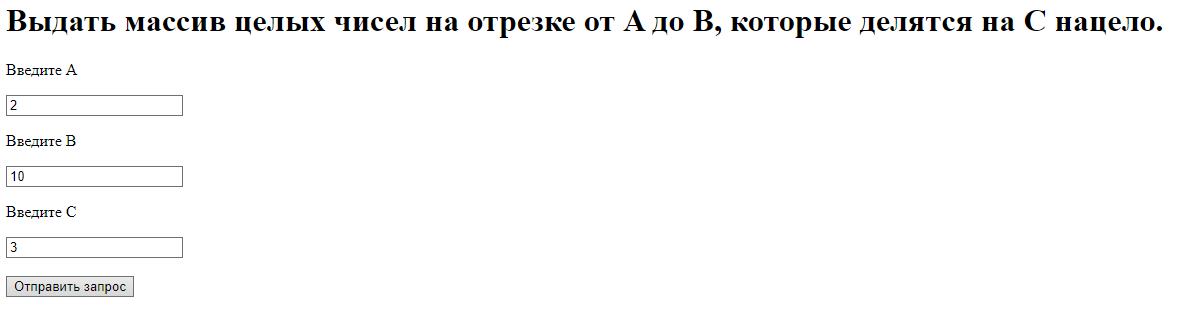 Выдать массив целых чисел на отрезке от A до B, которые делятся на C нацело.
Введите A
2
Введите B
10
Введите C
3
Отправить запрос